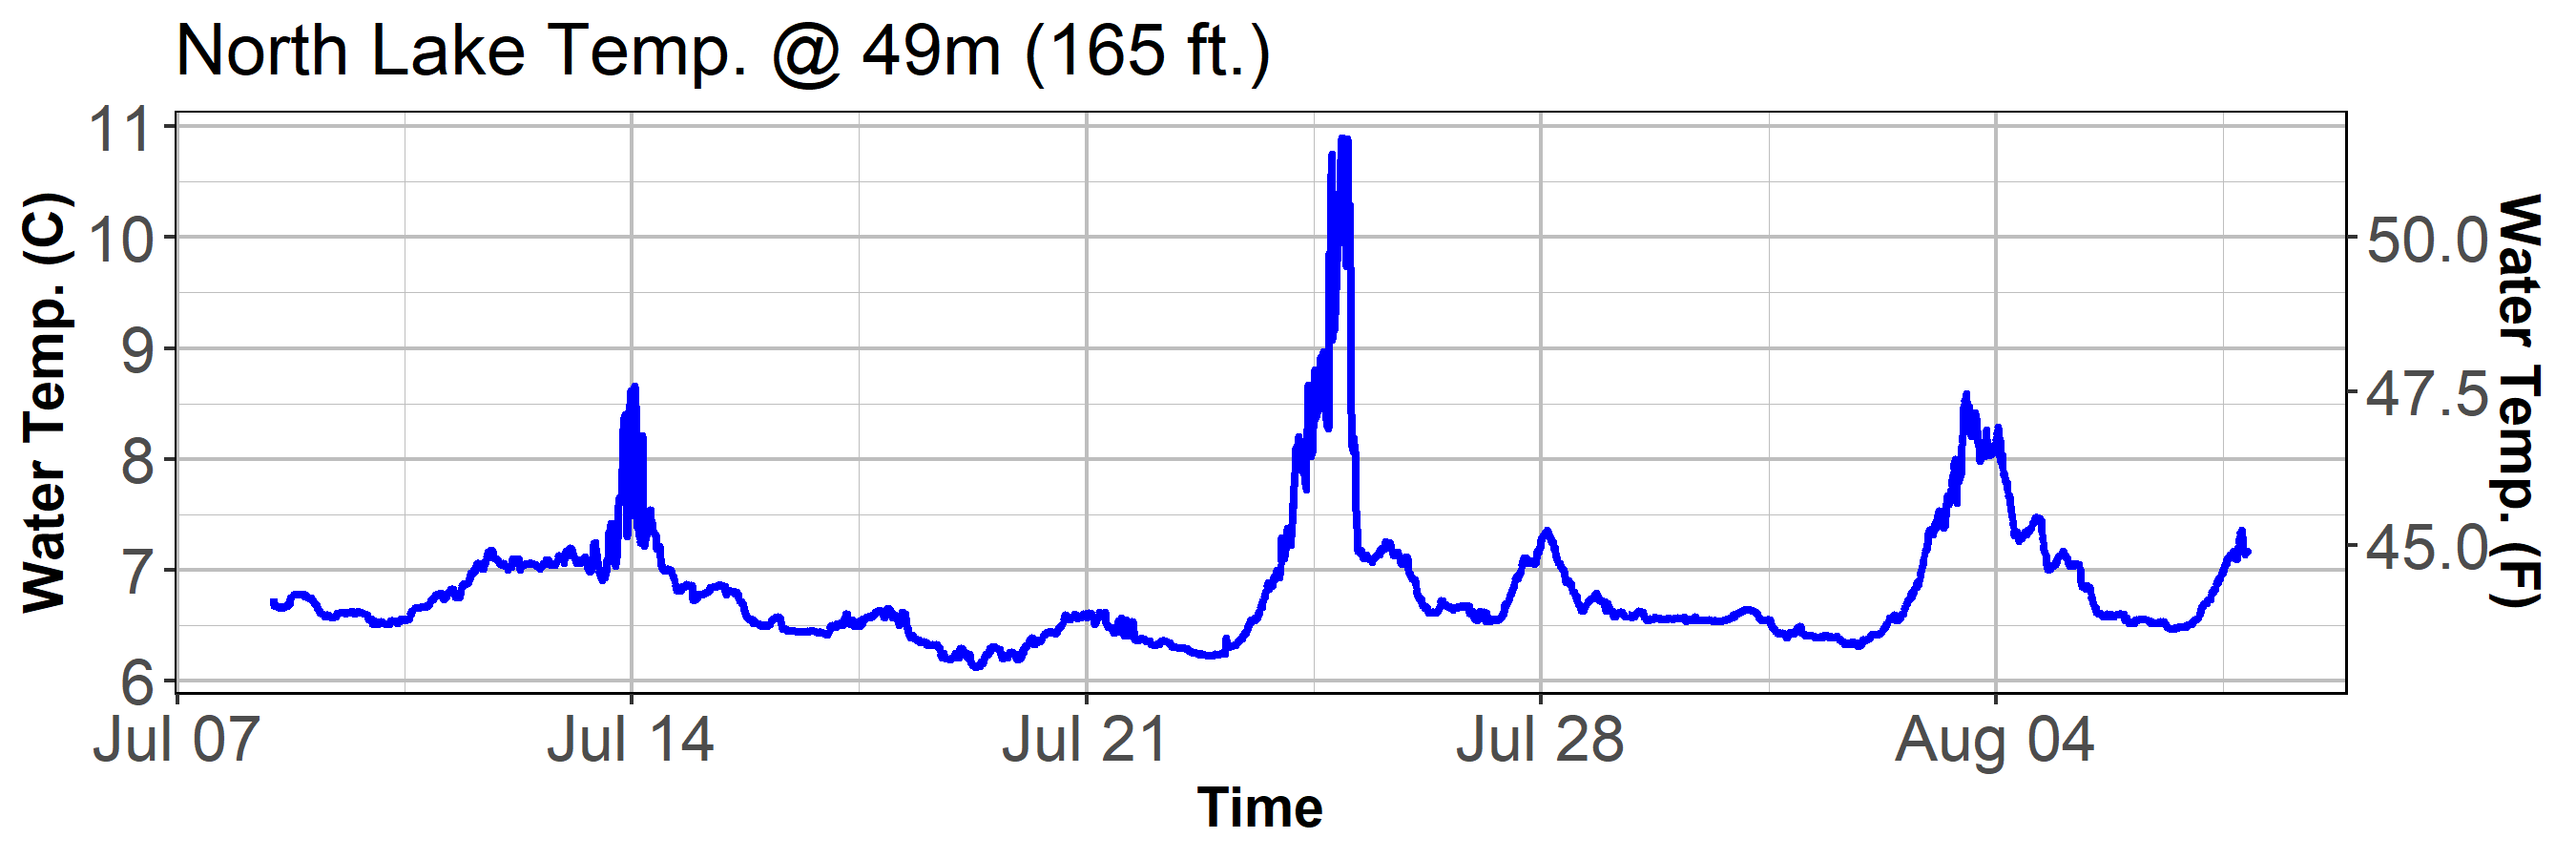 North Lake Temp. @ 49m (165 ft.)
11
10
9
8
7
6
Water Temp. (C)
50.0
47.5
45.0
Water Temp. (F)
Jul 07
Jul 14
Jul 21
Jul 28
Aug 04
Time